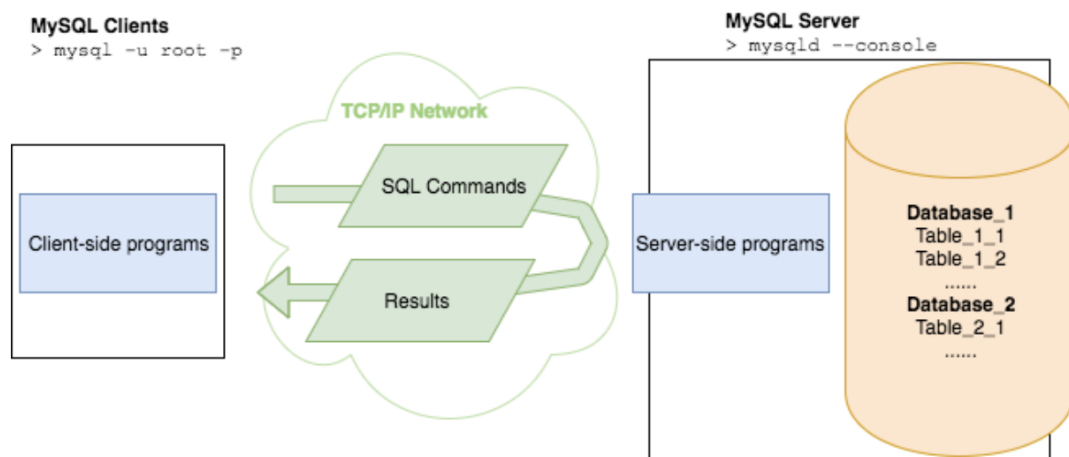 MySQL Clients
> mysql -u root -p
MySQL Server
> mysqld --console
TCP/IP Network
SQL Commands
Client-side programs
Server-side programs
Results
Database_1
Table_1_1
Table_1_2
......
Database_2
Table_2_1
......